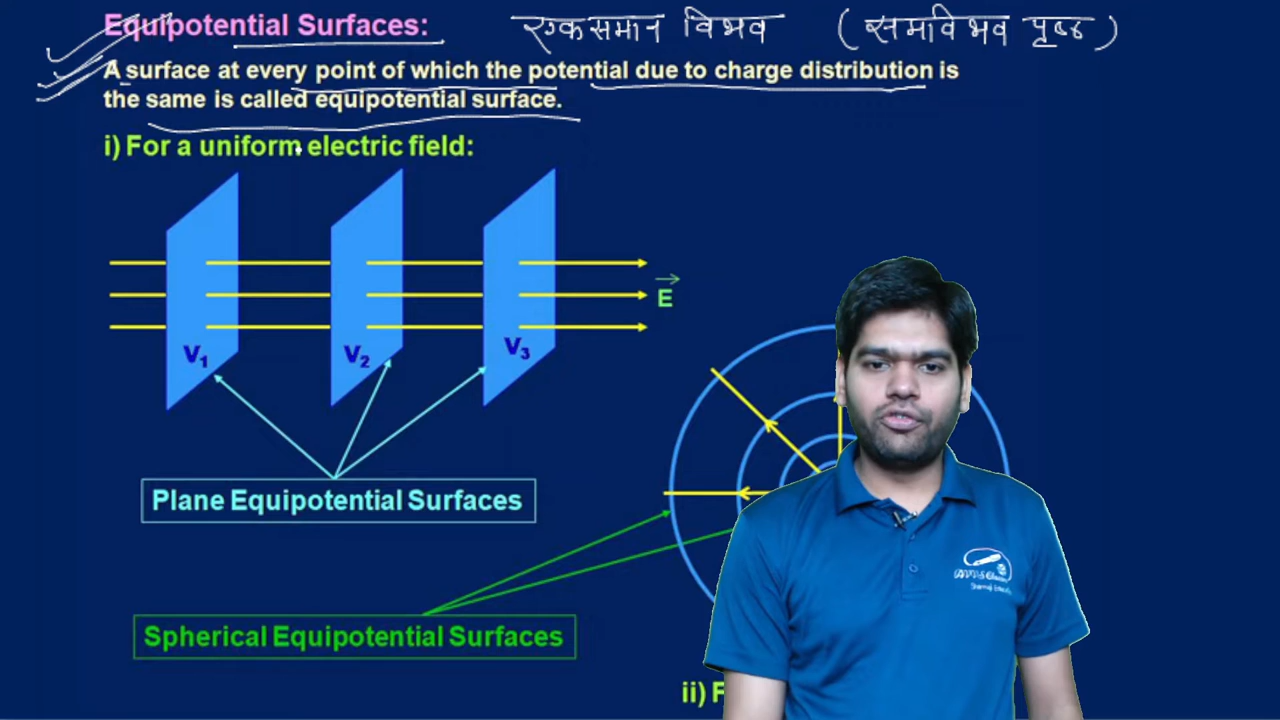 Equipotential Surfaces: एकसमान विभव (समविभव पृष्ठ)
A surface at every point of which the potential due to charge distribution is
the same is called equipotential surface.
i) For a uniform electric field:
E
V1 V2 V3
Plane Equipotential Surfaces
Spherical Equipotential Surfaces
ii) F